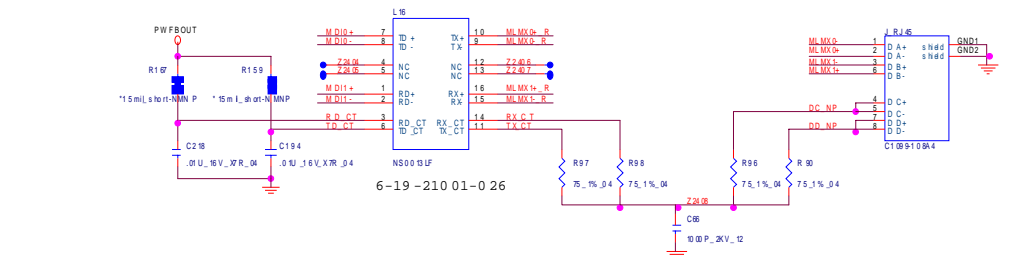 L16
PWFBOUT
MDI0+ 7 TD+ TX+ 10 MLMX0+_R
MDI0- 8 TD- TX- 9 MLMX0-_R
Z2404 4 NC NC 12 Z2406
Z2405 5 NC NC 13 Z2407
MDI1+ 1 RD+ RX+ 16 MLMX1+_R
MDI1- 2 RD- RX- 15 MLMX1-_R
RD_CT 3 RD_CT RX_CT 14 RX_CT
TD_CT 6 TD_CT TX_CT 11 TX_CT
NS0013LF
6-19-21001-026
R167
*15mil_short-NMNP
R159
*15mil_short-NMNP
C218
.01U_16V_X7R_04
C194
.01U_16V_X7R_04
J_RJ45
MLMX0- 1 DA+ shield GND1
MLMX0+ 2 DA- shield GND2
MLMX1- 3 DB+
MLMX1+ 6 DB-
4 DC+
DC_NP 5 DC-
7 DD+
DD_NP 8 DD-
C1099-108A4
R97
75_1%_04
R98
75_1%_04
R96
75_1%_04
R90
75_1%_04
Z2408
C66
1000P_2KV_12